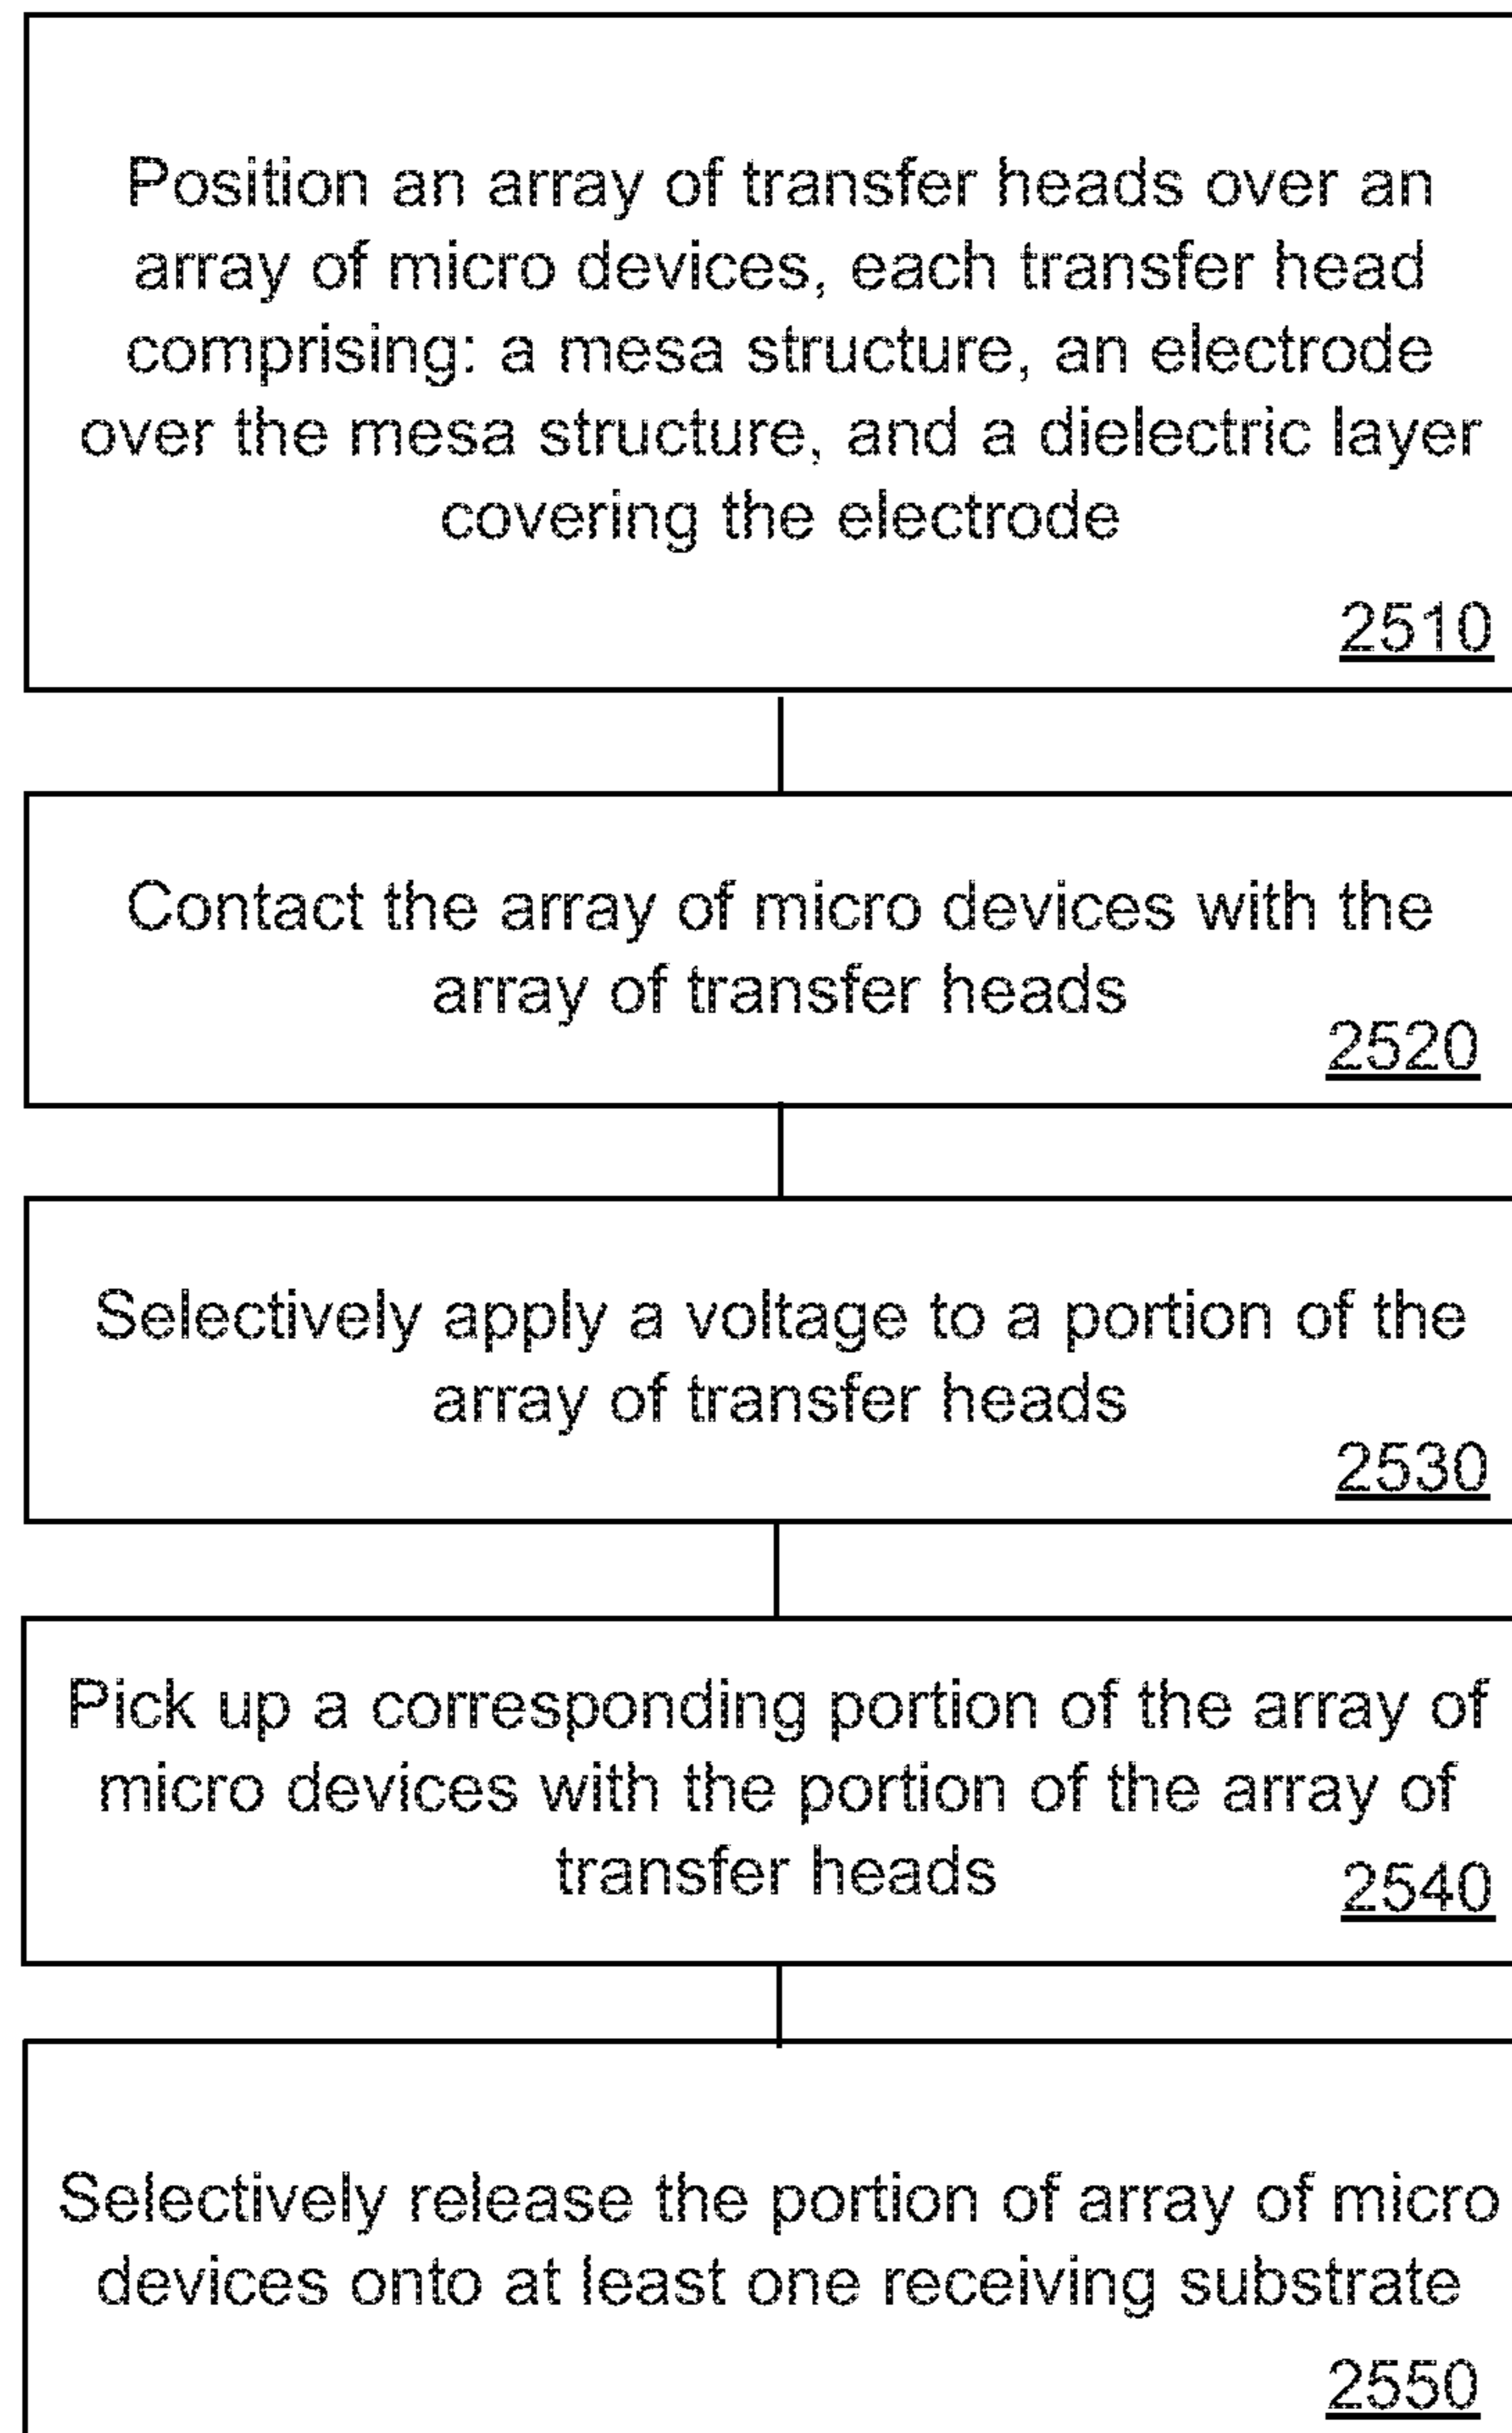 Position an array of transfer heads over an
array of micro devices, each transfer head
comprising: a mesa structure, an electrode
over the mesa structure, and a dielectric layer
covering the electrode
2510
Contact the array of micro devices with the
array of transfer heads
2520
Selectively apply a voltage to a portion of the
array of transfer heads
2530
Pick up a corresponding portion of the array of
micro devices with the portion of the array of
transfer heads
2540
Selectively release the portion of array of micro
devices onto at least one receiving substrate
2550